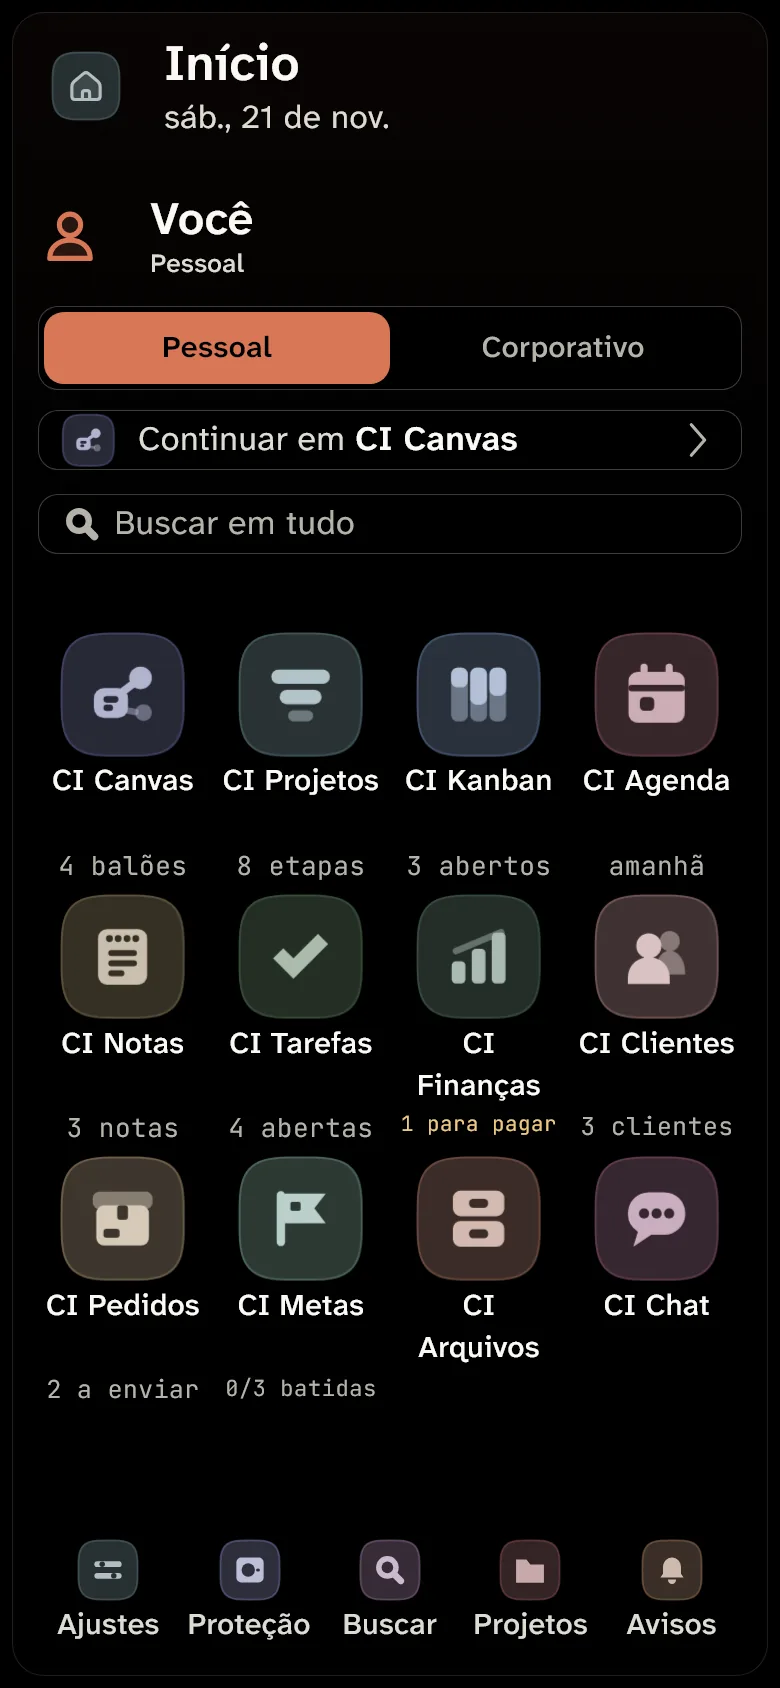 Início
sáb., 21 de nov.
Você
Pessoal
Pessoal
Corporativo
Continuar em CI Canvas
Buscar em tudo
CI Canvas
CI Projetos
CI Kanban
CI Agenda
4 balões
8 etapas
3 abertos
amanhã
CI Notas
CI Tarefas
CI
Finanças
CI Clientes
3 notas
4 abertas
1 para pagar
3 clientes
CI Pedidos
CI Metas
CI
Arquivos
CI Chat
2 a enviar
0/3 batidas
Ajustes
Proteção
Buscar
Projetos
Avisos